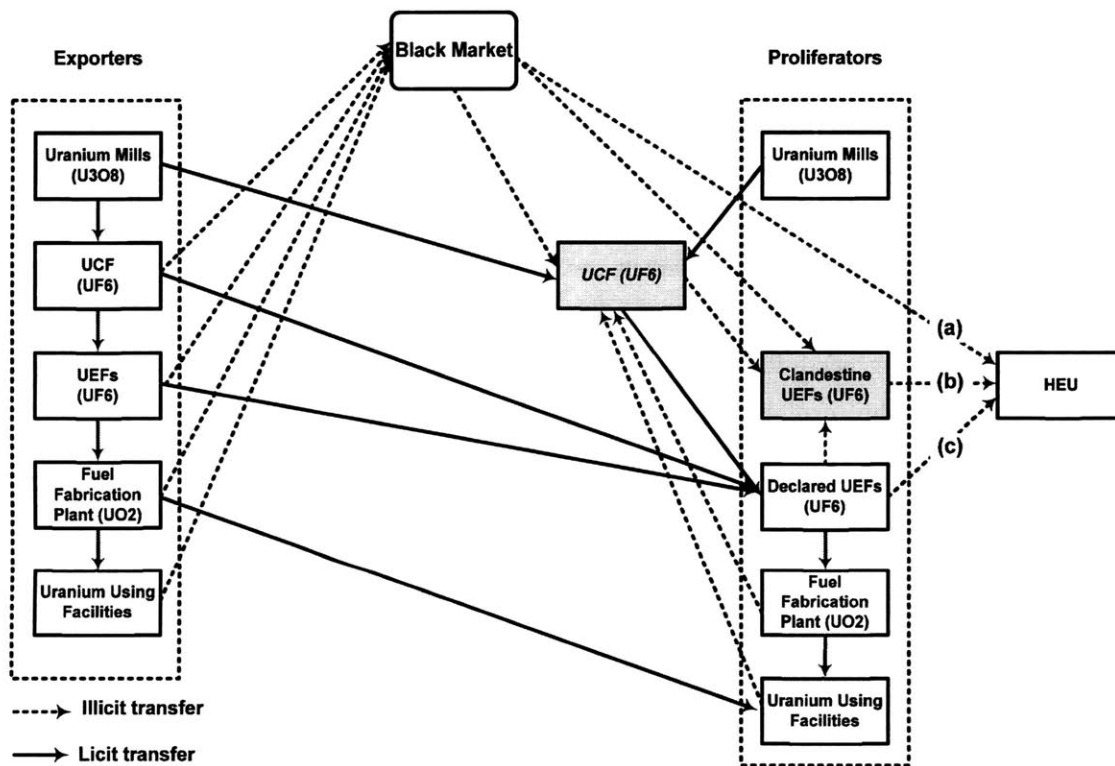 Black Market
Exporters
Proliferators
Uranium Mills
(U3O8)
UCF
(UF6)
UEFs
(UF6)
Fuel
Fabrication
Plant (UO2)
Uranium Using
Facilities
UCF (UF6)
Uranium Mills
(U3O8)
Clandestine
UEFs (UF6)
Declared UEFs
(UF6)
Fuel
Fabrication
Plant (UO2)
Uranium Using
Facilities
(a)
(b)
(c)
HEU
Illicit transfer
Licit transfer